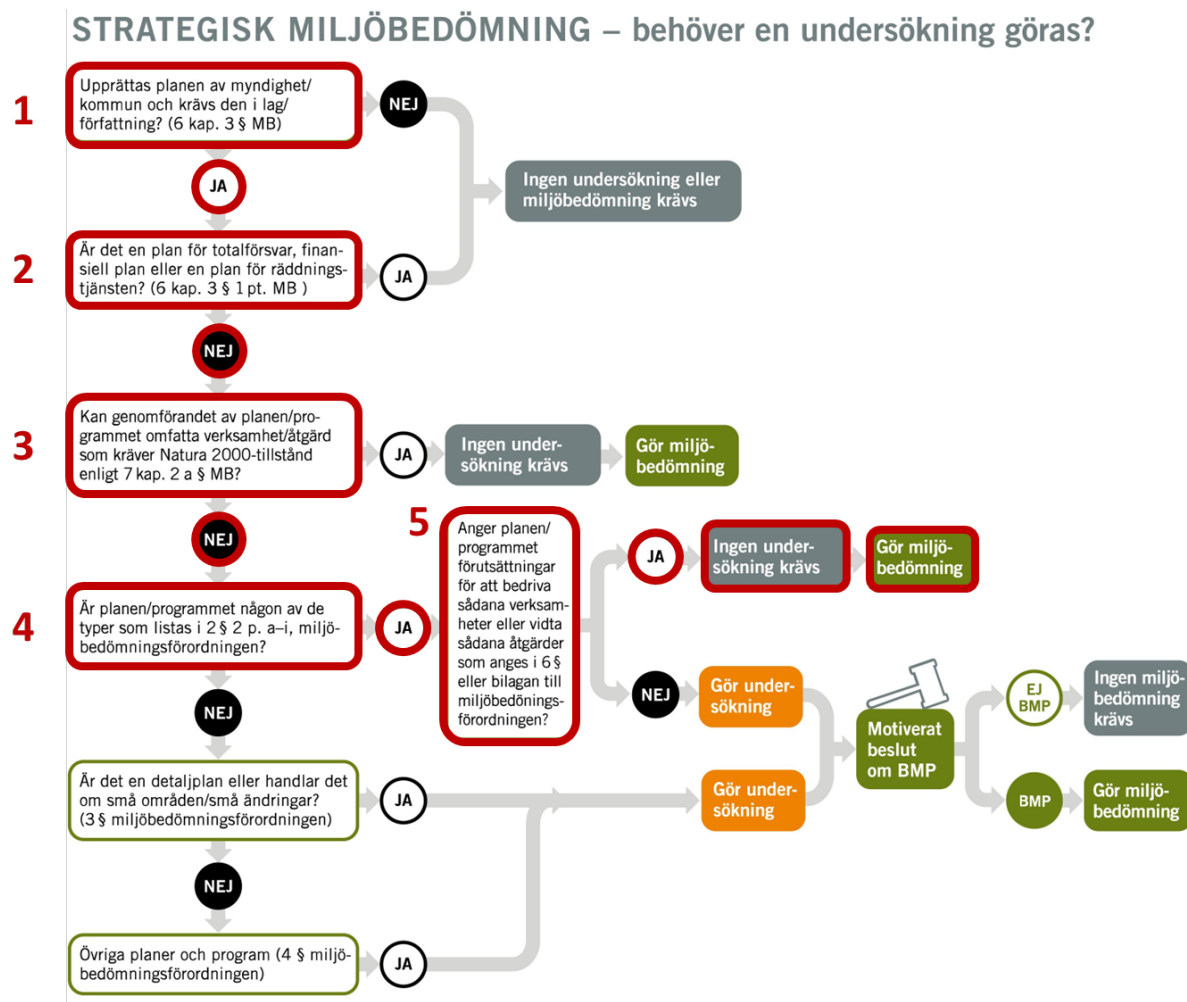 STRATEGISK MILJÖBEDÖMNING – behöver en undersökning göras?
1
Upprättas planen av myndighet/
kommun och krävs den i lag/
författning? (6 kap. 3 § MB)
NEJ
JA
Ingen undersökning eller
miljöbedömning krävs
2
Är det en plan för totalförsvar, finan-
siell plan eller en plan för räddnings-
tjänsten? (6 kap. 3 § 1 pt. MB )
JA
NEJ
3
Kan genomförandet av planen/pro-
grammet omfatta verksamhet/åtgärd
som kräver Natura 2000-tillstånd
enligt 7 kap. 2 a § MB?
JA
Ingen under-
sökning krävs
Gör miljö-
bedömning
NEJ
4
Är planen/programmet någon av de
typer som listas i 2 § 2 p. a–i, miljö-
bedömningsförordningen?
JA
5
Anger planen/
programmet
förutsättningar
för att bedriva
sådana verksam-
heter eller vidta
sådana åtgärder
som anges i 6 §
eller bilagan till
miljöbedönings-
förordningen?
JA
Ingen under-
sökning krävs
Gör miljö-
bedömning
NEJ
Gör under-
sökning
Motiverat
beslut
om BMP
EJ
BMP
Ingen miljö-
bedömning
krävs
BMP
Gör miljö-
bedömning
NEJ
Är det en detaljplan eller handlar det
om små områden/små ändringar?
(3 § miljöbedömningsförordningen)
JA
Gör under-
sökning
NEJ
Övriga planer och program (4 § miljö-
bedömningsförordningen)
JA